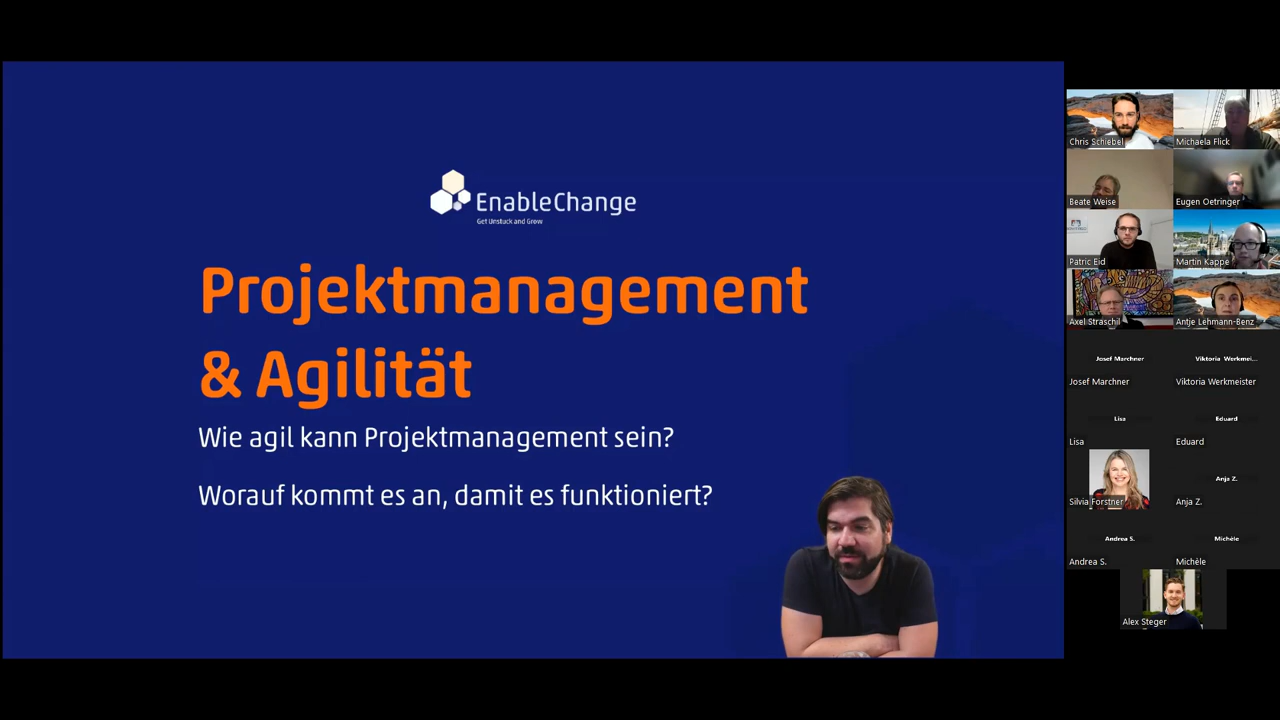 EnableChange
Get Unstuck and Grow
Projektmanagement
& Agilität
Wie agil kann Projektmanagement sein?
Worauf kommt es an, damit es funktioniert?
Chris Schiebel
Michaela Flick
Beate Weise
Eugen Oetringer
Patric Eid
Martin Kappe
Axel Straschil
Antje Lehmann-Benz
Josef Marchner
Viktoria Werkmei...
Josef Marchner
Viktoria Werkmeister
Lisa
Eduard
Lisa
Eduard
Anja Z.
Silvia Forstner
Anja Z.
Andrea S.
Michèle
Andrea S.
Michèle
Alex Steger